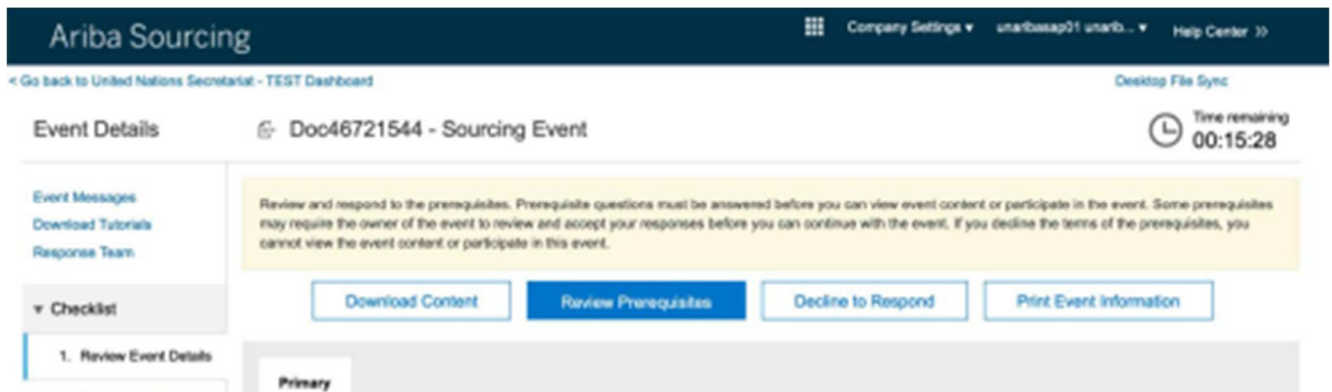 Ariba Sourcing
Company Settings ▾ unaribasap01 unarib... ▾ Help Center »
< Go back to United Nations Secretariat - TEST Dashboard
Desktop File Sync
Event Details
Doc46721544 - Sourcing Event
Time remaining
00:15:28
Event Messages
Download Tutorials
Response Team
Review and respond to the prerequisites. Prerequisite questions must be answered before you can view event content or participate in the event. Some prerequisites
may require the owner of the event to review and accept your responses before you can continue with the event. If you decline the terms of the prerequisites, you
cannot view the event content or participate in this event.
Download Content Review Prerequisites Decline to Respond Print Event Information
▾ Checklist
1. Review Event Details
Primary